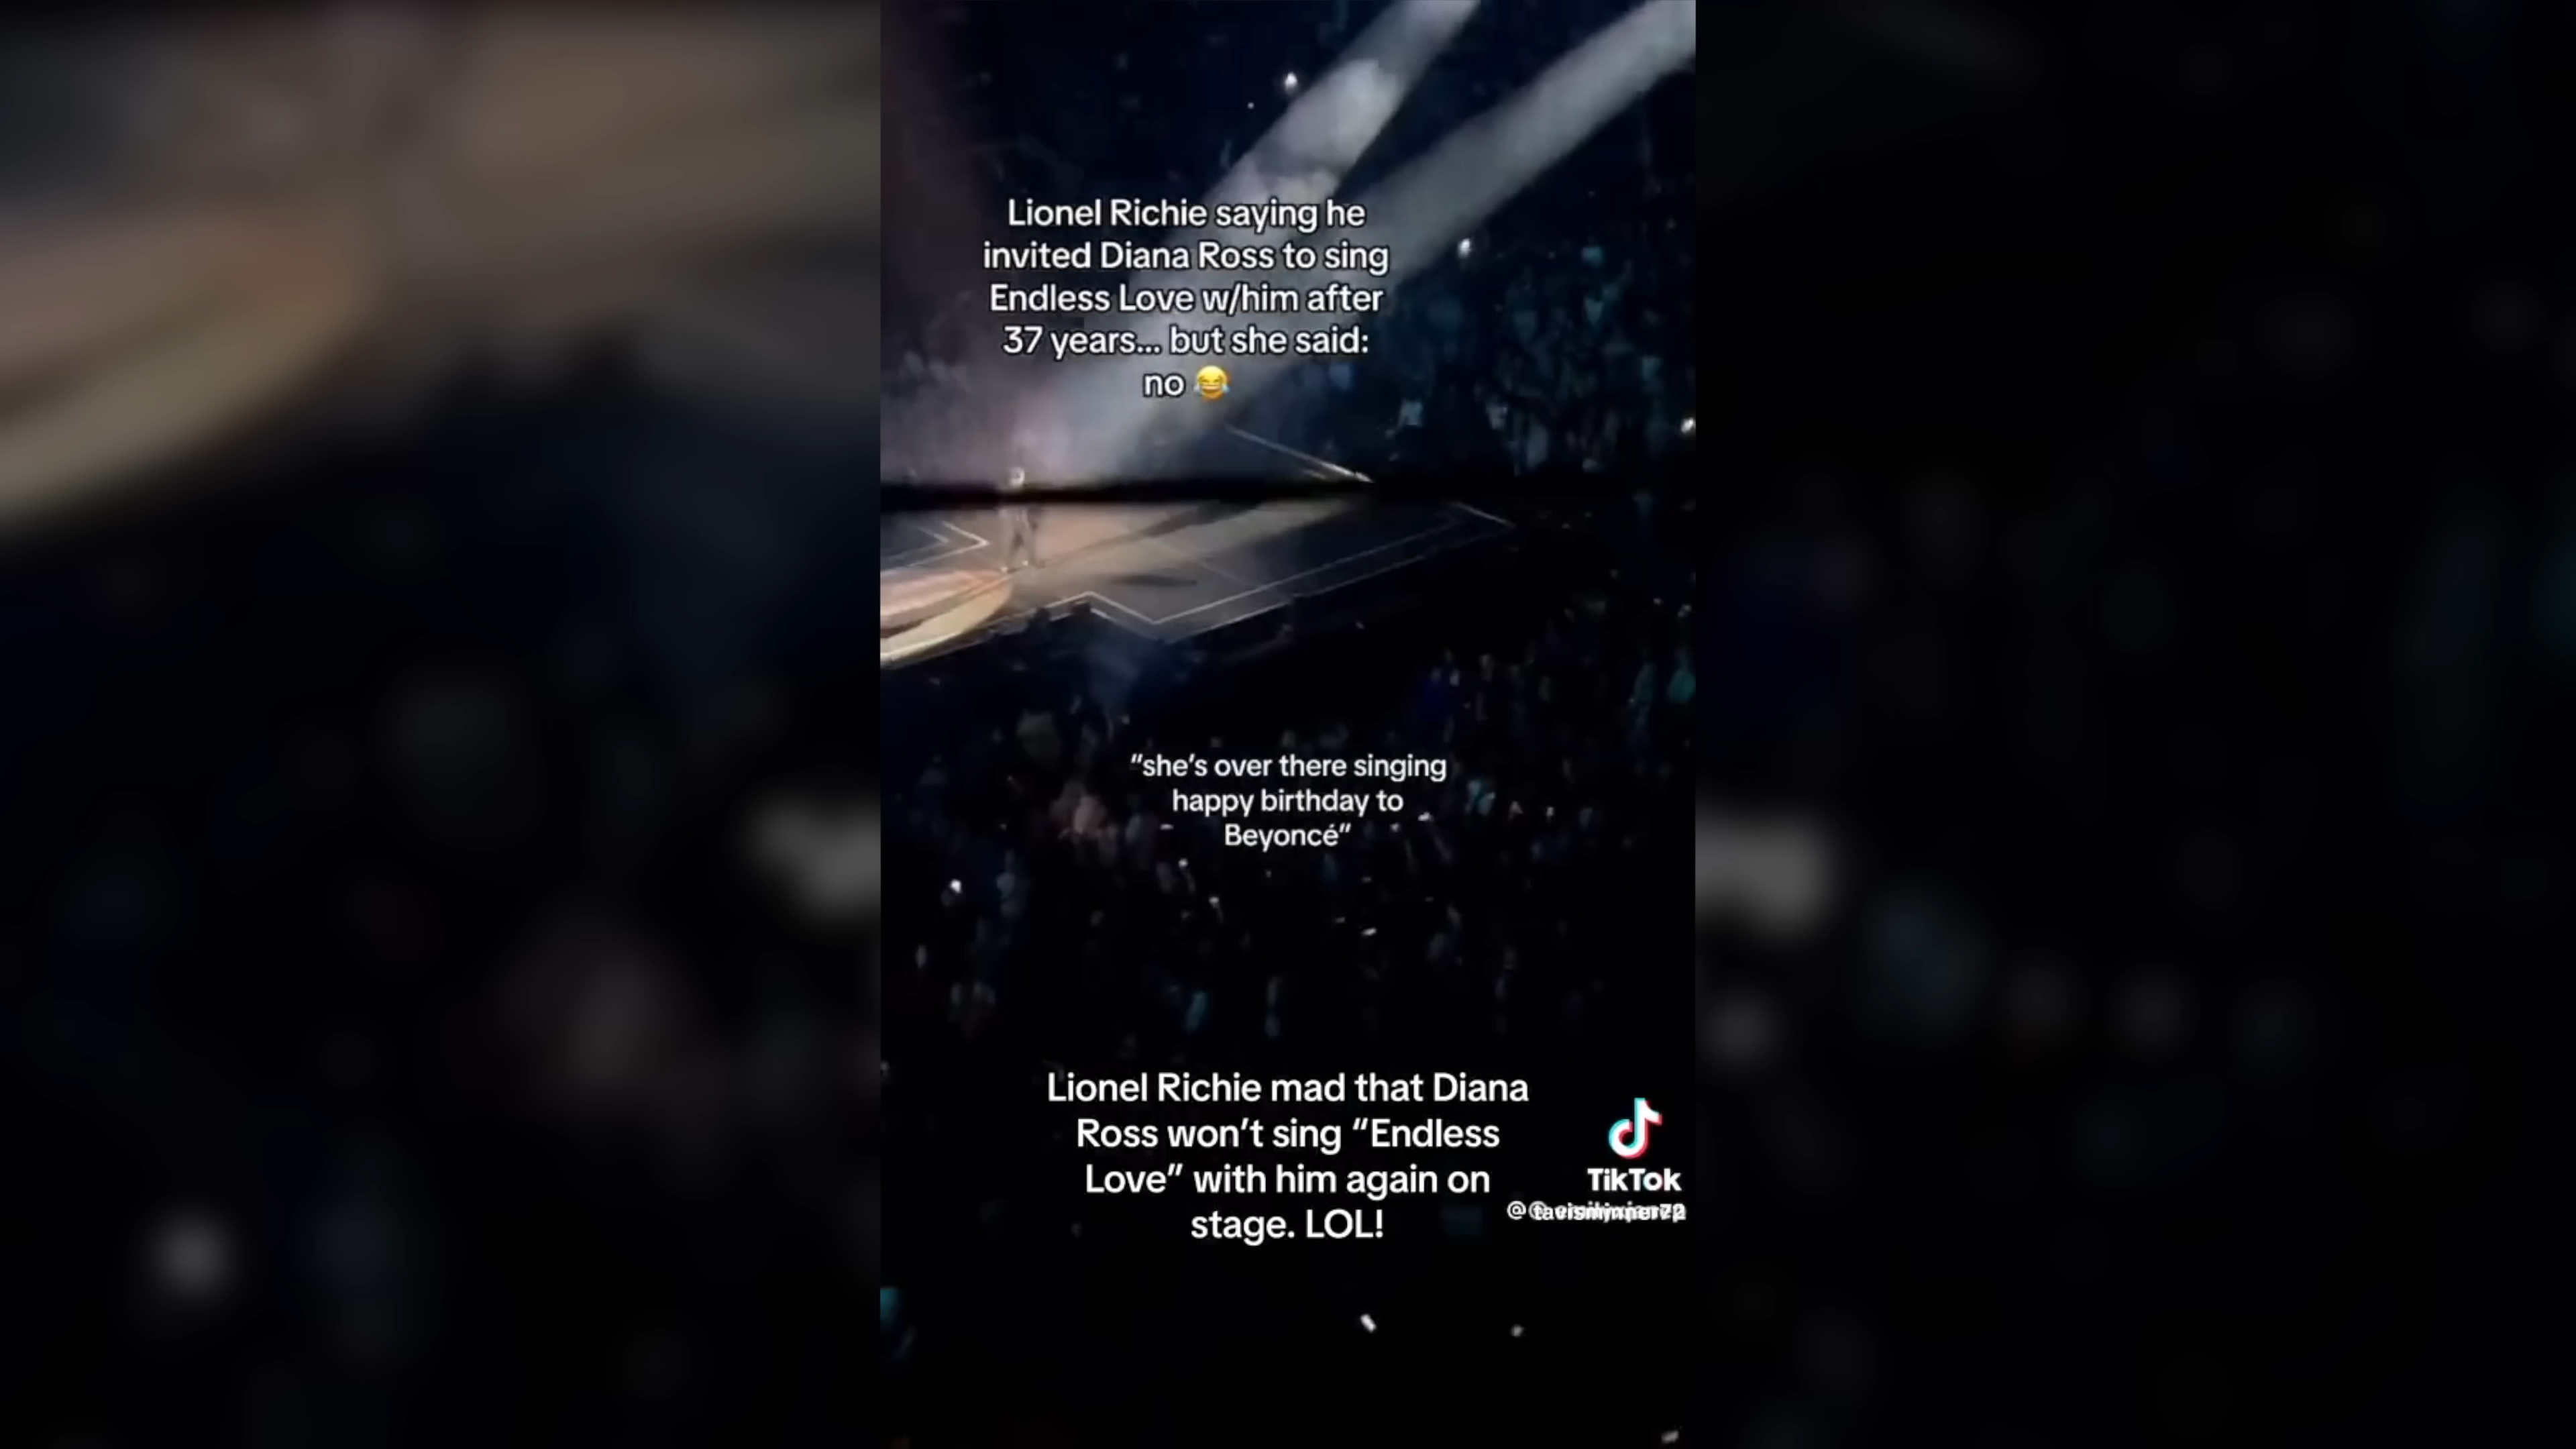 Lionel Richie saying he
invited Diana Ross to sing
Endless Love w/him after
37 years... but she said:
no 😂
“she’s over there singing
happy birthday to
Beyoncé”
Lionel Richie mad that Diana
Ross won’t sing “Endless
Love” with him again on
stage. LOL!
TikTok